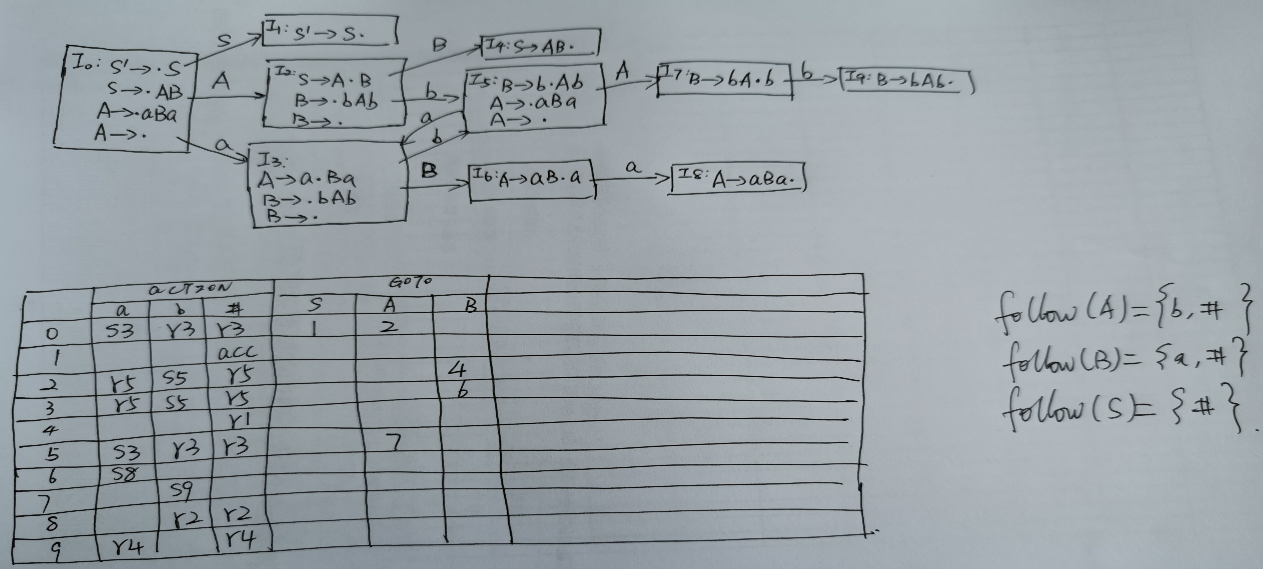 I0: S'→·S
S→·AB
A→·aBa
A→·
S
I1: S'→S.
A
I2: S→A·B
B→·bAb
B→·
B
I4: S→AB·
b
I5: B→b·Ab
A→·aBa
A→·
A
I7: B→bA·b
b
I9: B→bAb·
a
a
b
I3:
A→a·Ba
B→·bAb
B→·
B
I6: A→aB·a
a
I8: A→aBa·
action GOTO
a b # S A B
0 S3 r3 r3 1 2
1 acc
2 r5 S5 r5 4
3 r5 S5 r5 6
4 r1
5 S3 r3 r3 7
6 S8
7 S9
8 r2 r2
9 r4 r4
follow(A)={b,#}
follow(B)={a,#}
follow(S)={#}.